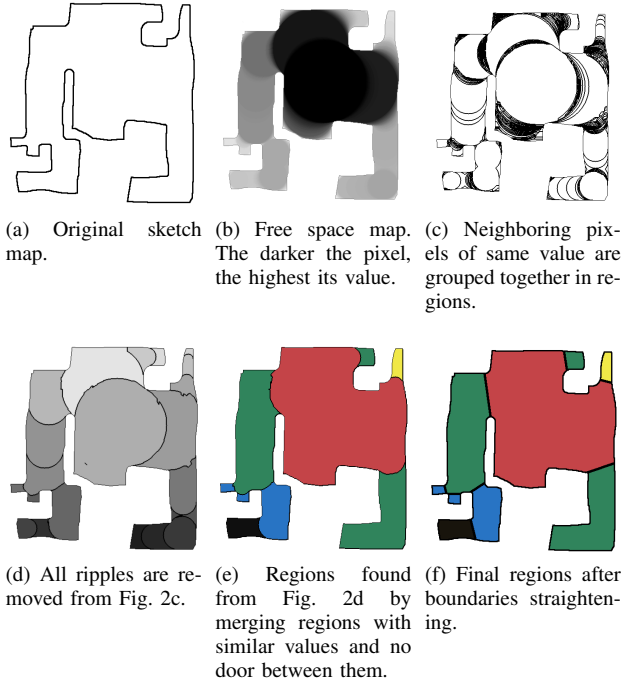 (a) Original sketch
map.
(b) Free space map.
The darker the pixel,
the highest its value.
(c) Neighboring pix-
els of same value are
grouped together in re-
gions.
(d) All ripples are re-
moved from Fig. 2c.
(e) Regions found
from Fig. 2d by
merging regions with
similar values and no
door between them.
(f) Final regions after
boundaries straighten-
ing.